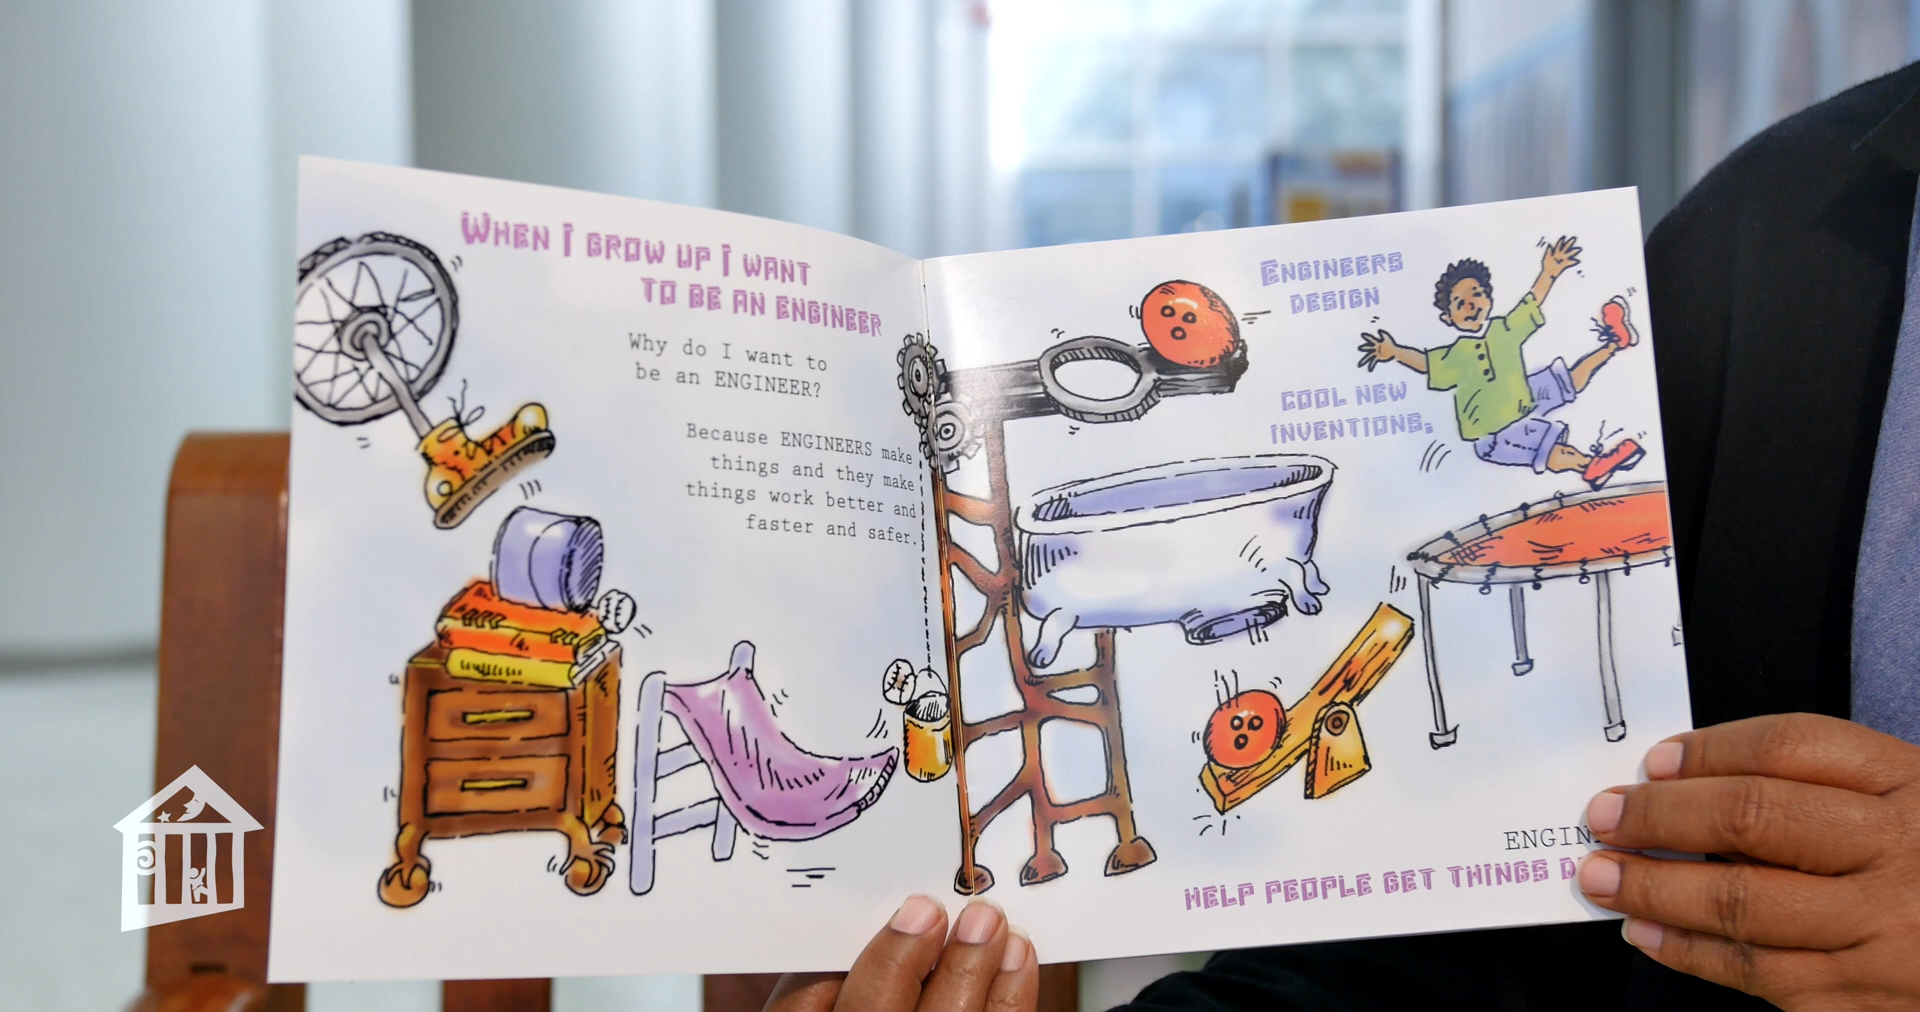 WHEN I GROW UP I WANT
TO BE AN ENGINEER
Why do I want to
be an ENGINEER?
Because ENGINEERS make
things and they make
things work better and
faster and safer.
ENGINEERS
DESIGN
COOL NEW
INVENTIONS,
HELP PEOPLE GET THINGS